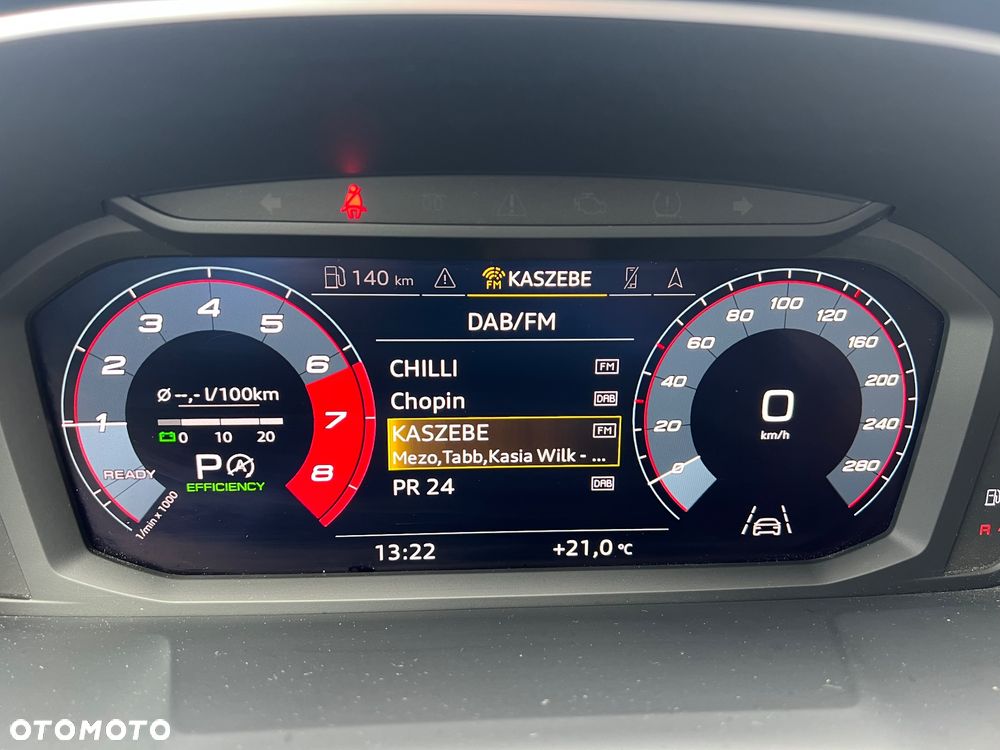 140 km FM KASZEBE
DAB/FM
CHILLI FM
Chopin DAB
KASZEBE FM
Mezo,Tabb,Kasia Wilk - ...
PR 24 DAB
13:22 +21,0 °C
1 2 3 4 5 6 7 8
READY
1/min x 1000
Ø --,- l/100km
0 10 20
P A
EFFICIENCY
0 20 40 60 80 100 120 160 200 240 280
0
km/h
R
OTOMOTO